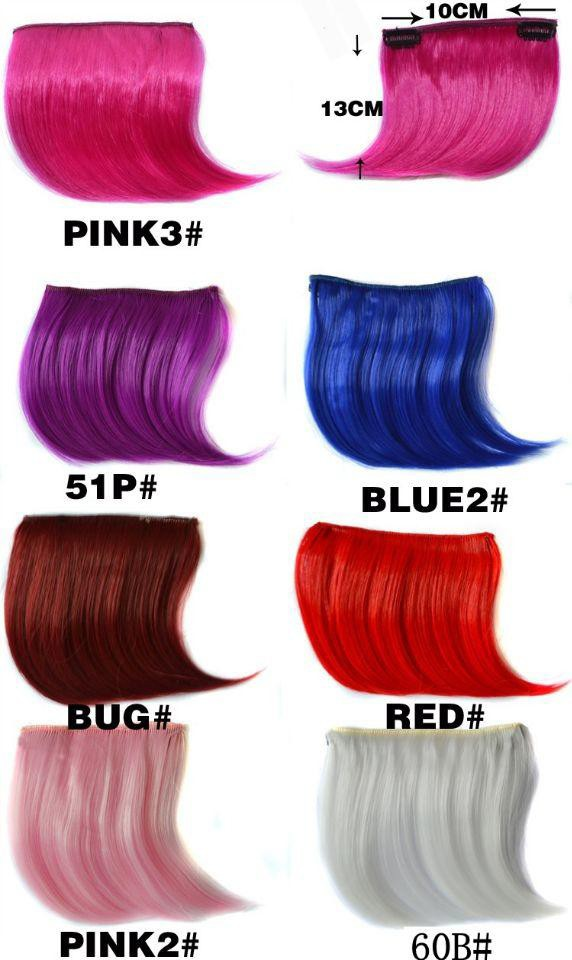 10CM
13CM
PINK3#
51P#
BLUE2#
BUG#
RED#
PINK2#
60B#